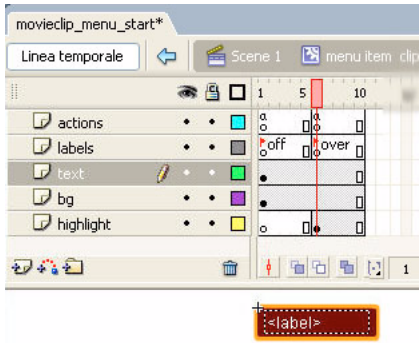 movieclip_menu_start*
Linea temporale Scene 1 menu item clip
1 5 10
actions a a
labels off over
text
bg
highlight
1
<label>